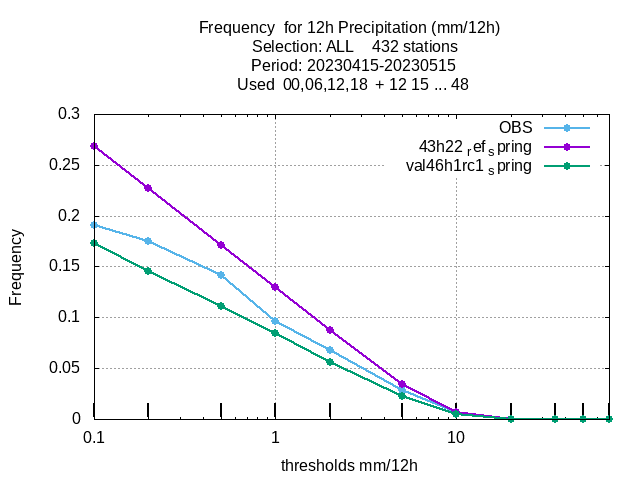 Frequency  for 12h Precipitation (mm/12h)
Selection: ALL    432 stations
Period: 20230415-20230515
Used  00,06,12,18  + 12 15 ... 48
0.3
0.25
0.2
0.15
0.1
0.05
0
Frequency
OBS
43h22 ref spring
val46h1rc1 spring
0.1
1
10
thresholds mm/12h